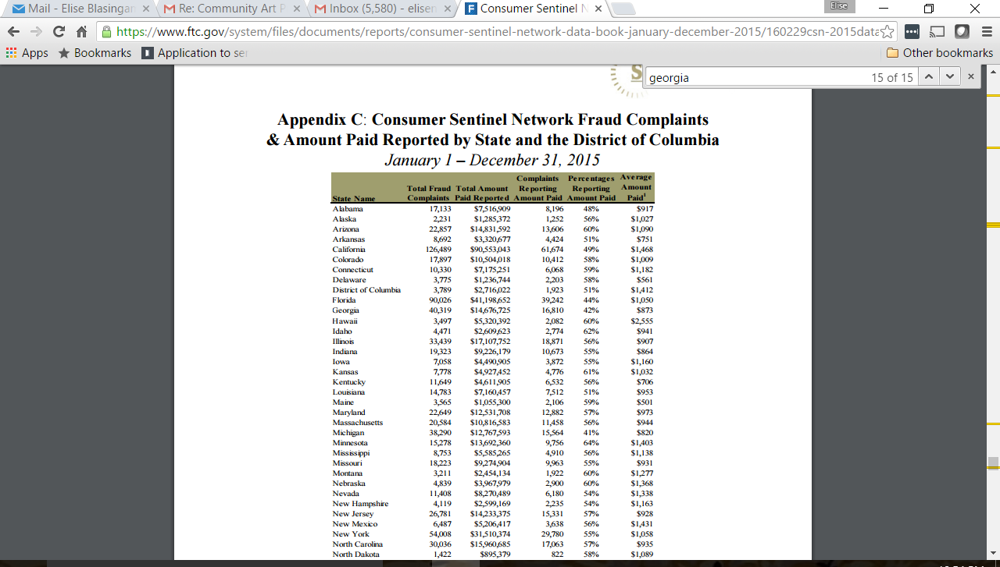 Mail - Elise Blasingan
Re: Community Art P
Inbox (5,580) - elisen
Consumer Sentinel N
Elise
https://www.ftc.gov/system/files/documents/reports/consumer-sentinel-network-data-book-january-december-2015/160229csn-2015data
Apps Bookmarks Application to se Other bookmarks
georgia 15 of 15
S
Appendix C: Consumer Sentinel Network Fraud Complaints
& Amount Paid Reported by State and the District of Columbia
January 1 – December 31, 2015
State Name Total Fraud Complaints Total Amount Paid Reported Complaints Reporting Amount Paid Percentages Reporting Amount Paid Average Amount Paid¹
Alabama 17,133 $7,516,909 8,196 48% $917
Alaska 2,231 $1,285,372 1,252 56% $1,027
Arizona 22,857 $14,831,592 13,606 60% $1,090
Arkansas 8,692 $3,320,677 4,424 51% $751
California 126,489 $90,553,043 61,674 49% $1,468
Colorado 17,897 $10,504,018 10,412 58% $1,009
Connecticut 10,330 $7,175,251 6,068 59% $1,182
Delaware 3,775 $1,236,744 2,203 58% $561
District of Columbia 3,789 $2,716,022 1,923 51% $1,412
Florida 90,026 $41,198,652 39,242 44% $1,050
Georgia 40,319 $14,676,725 16,810 42% $873
Hawaii 3,497 $5,320,392 2,082 60% $2,555
Idaho 4,471 $2,609,623 2,774 62% $941
Illinois 33,439 $17,107,752 18,871 56% $907
Indiana 19,323 $9,226,179 10,673 55% $864
Iowa 7,058 $4,490,905 3,872 55% $1,160
Kansas 7,778 $4,927,452 4,776 61% $1,032
Kentucky 11,649 $4,611,905 6,532 56% $706
Louisiana 14,783 $7,160,457 7,512 51% $953
Maine 3,565 $1,055,300 2,106 59% $501
Maryland 22,649 $12,531,708 12,882 57% $973
Massachusetts 20,584 $10,816,583 11,458 56% $944
Michigan 38,290 $12,767,593 15,564 41% $820
Minnesota 15,278 $13,692,360 9,756 64% $1,403
Mississippi 8,753 $5,585,265 4,910 56% $1,138
Missouri 18,223 $9,274,904 9,963 55% $931
Montana 3,211 $2,454,134 1,922 60% $1,277
Nebraska 4,839 $3,967,979 2,900 60% $1,368
Nevada 11,408 $8,270,489 6,180 54% $1,338
New Hampshire 4,119 $2,599,169 2,235 54% $1,163
New Jersey 26,781 $14,233,375 15,331 57% $928
New Mexico 6,487 $5,206,417 3,638 56% $1,431
New York 54,008 $31,510,374 29,780 55% $1,058
North Carolina 30,036 $15,960,685 17,063 57% $935
North Dakota 1,422 $895,379 822 58% $1,089